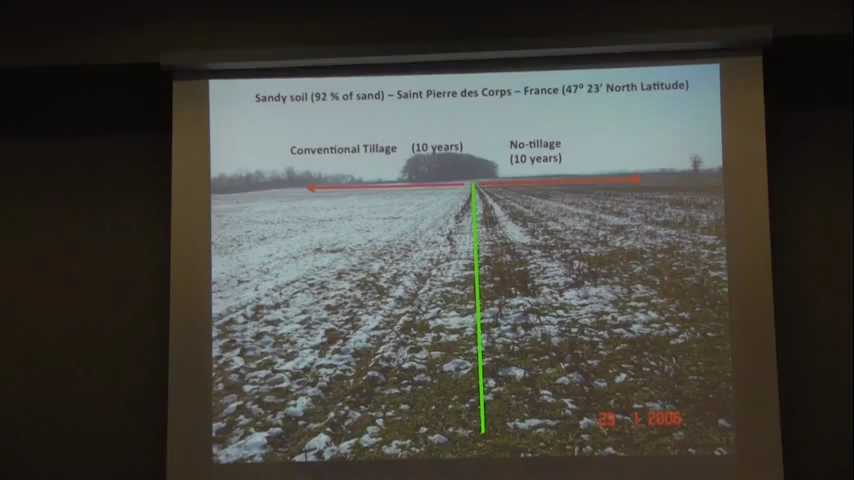 Sandy soil (92 % of sand) – Saint Pierre des Corps – France (47º 23’ North Latitude)
Conventional Tillage (10 years)
No-tillage
(10 years)
29 1 2006